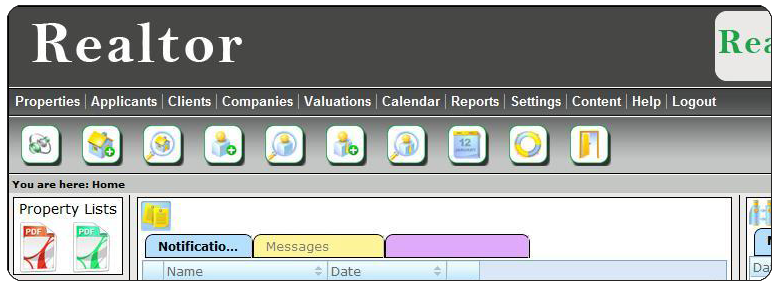 Realtor
Rea
Properties Applicants Clients Companies Valuations Calendar Reports Settings Content Help Logout
12
JANUARY
You are here: Home
Property Lists
PDF PDF
Notificatio... Messages
Name Date
Da